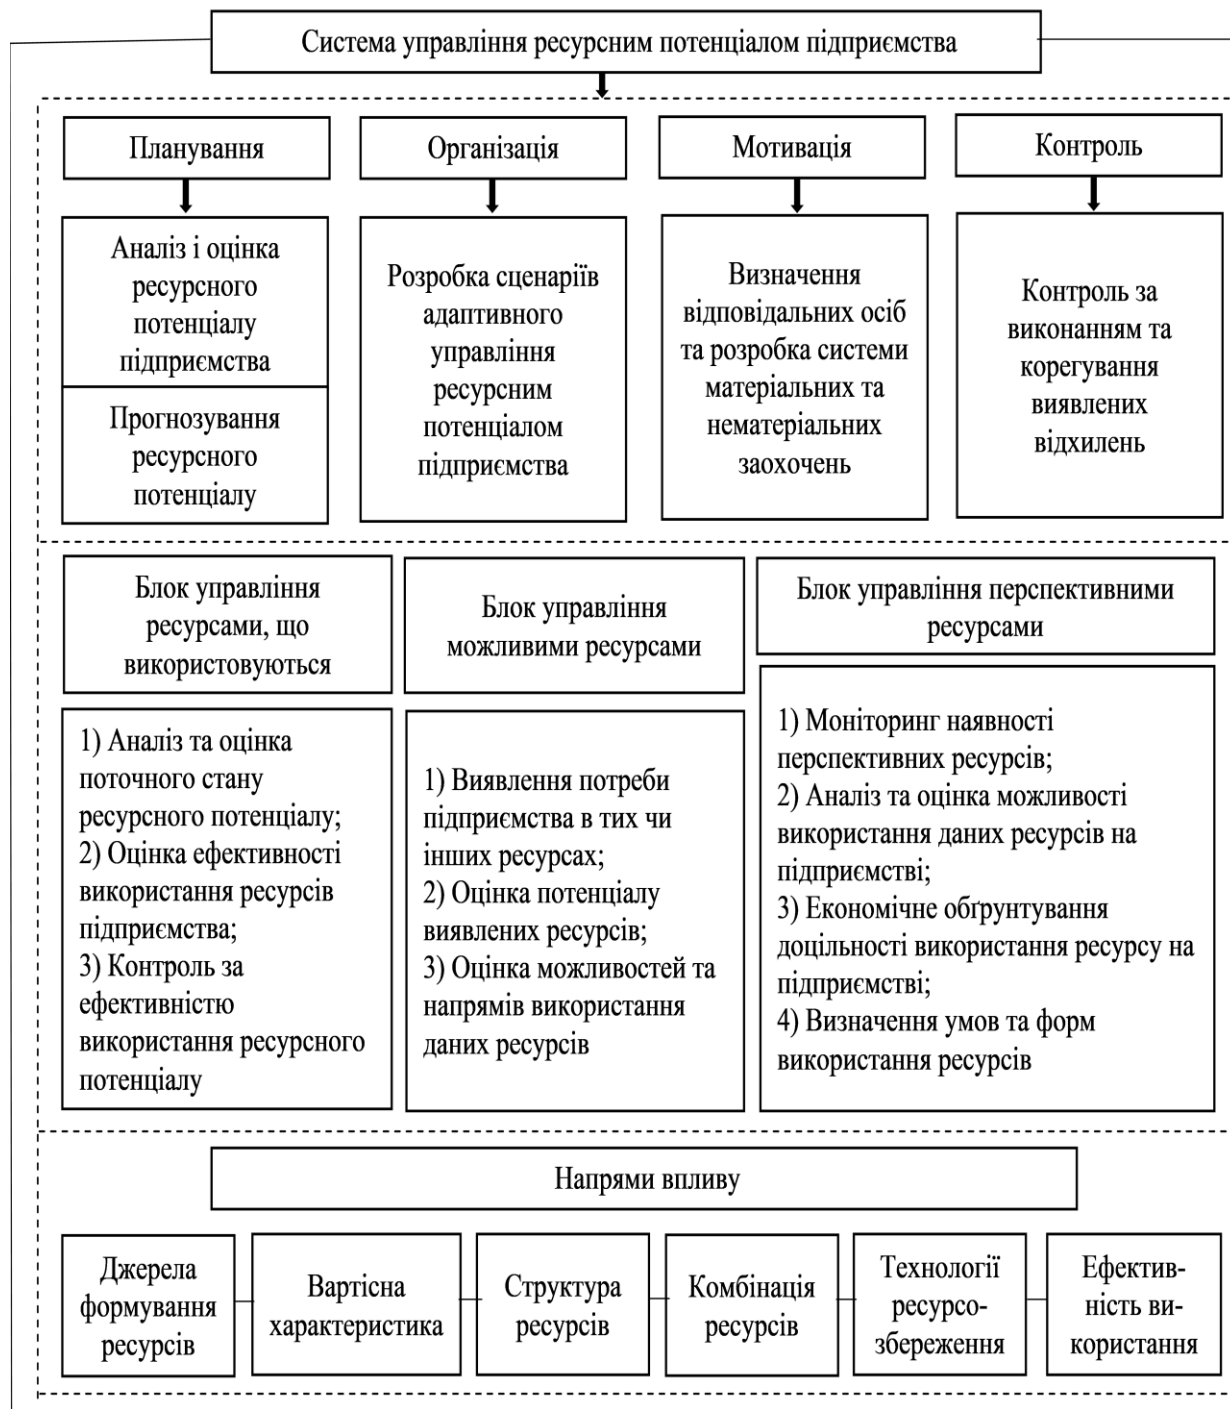 Система управління ресурсним потенціалом підприємства
Планування
Організація
Мотивація
Контроль
Аналіз і оцінка
ресурсного
потенціалу
підприємства
Прогнозування
ресурсного
потенціалу
Розробка сценаріїв
адаптивного
управління
ресурсним
потенціалом
підприємства
Визначення
відповідальних осіб
та розробка системи
матеріальних та
нематеріальних
заохочень
Контроль за
виконанням та
корегування
виявлених
відхилень
Блок управління
ресурсами, що
використовуються
Блок управління
можливими ресурсами
Блок управління перспективними
ресурсами
1) Аналіз та оцінка
поточного стану
ресурсного потенціалу;
2) Оцінка ефективності
використання ресурсів
підприємства;
3) Контроль за
ефективністю
використання ресурсного
потенціалу
1) Виявлення потреби
підприємства в тих чи
інших ресурсах;
2) Оцінка потенціалу
виявлених ресурсів;
3) Оцінка можливостей та
напрямів використання
даних ресурсів
1) Моніторинг наявності
перспективних ресурсів;
2) Аналіз та оцінка можливості
використання даних ресурсів на
підприємстві;
3) Економічне обґрунтування
доцільності використання ресурсу на
підприємстві;
4) Визначення умов та форм
використання ресурсів
Напрями впливу
Джерела
формування
ресурсів
Вартісна
характеристика
Структура
ресурсів
Комбінація
ресурсів
Технології
ресурсо-
збереження
Ефектив-
ність ви-
користання